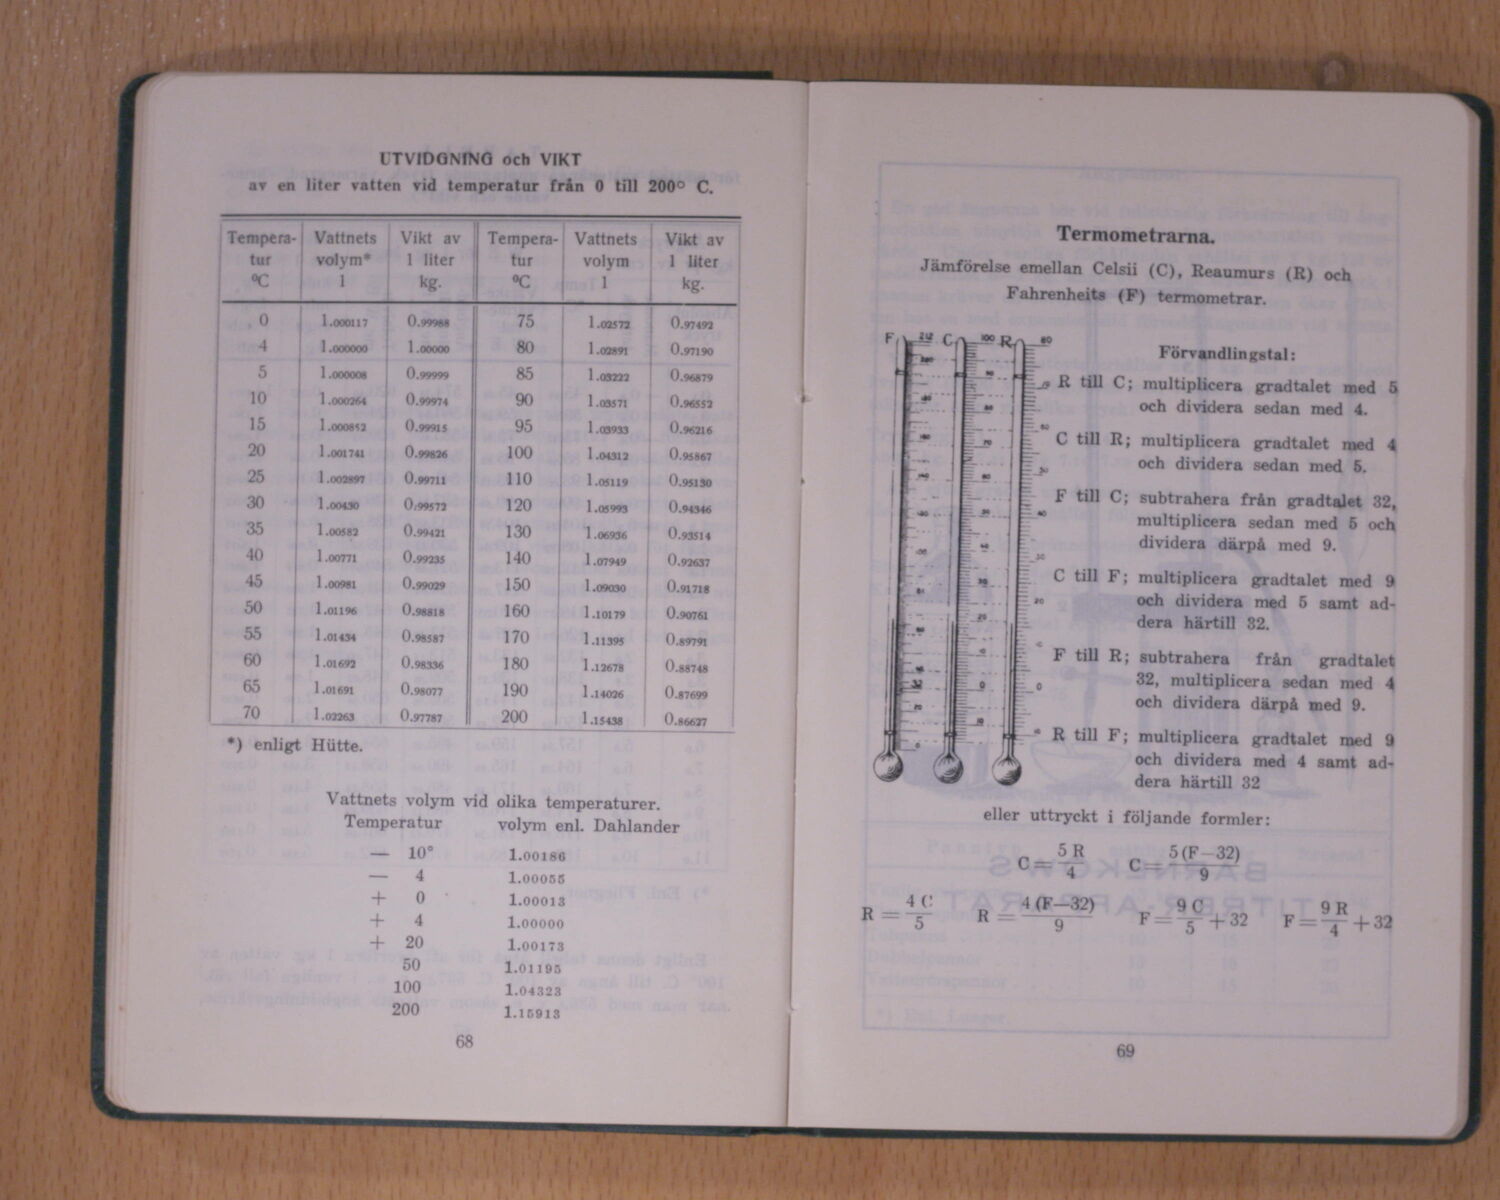 UTVIDGNING och VIKT
av en liter vatten vid temperatur från 0 till 200° C.
Tempera- Vattnets Vikt av Tempera- Vattnets Vikt av
tur volym* 1 liter tur volym 1 liter
°C 1 kg. °C 1 kg.
0 1.000117 0.99988 75 1.02572 0.97492
4 1.000000 1.00000 80 1.02891 0.97190
5 1.000008 0.99999 85 1.03222 0.96879
10 1.000264 0.99974 90 1.03571 0.96552
15 1.000852 0.99915 95 1.03933 0.96216
20 1.001741 0.99826 100 1.04312 0.95867
25 1.002897 0.99711 110 1.05119 0.95130
30 1.00430 0.99572 120 1.05993 0.94346
35 1.00582 0.99421 130 1.06936 0.93514
40 1.00771 0.99235 140 1.07949 0.92637
45 1.00981 0.99029 150 1.09030 0.91718
50 1.01196 0.98818 160 1.10179 0.90761
55 1.01434 0.98587 170 1.11395 0.89791
60 1.01692 0.98336 180 1.12678 0.88748
65 1.01691 0.98077 190 1.14026 0.87699
70 1.02263 0.97787 200 1.15438 0.86627
*) enligt Hütte.
Vattnets volym vid olika temperaturer.
Temperatur volym enl. Dahlander
— 10° 1.00186
— 4 1.00055
+ 0 1.00013
+ 4 1.00000
+ 20 1.00173
50 1.01195
100 1.04323
200 1.15913
68
Termometrarna.
Jämförelse emellan Celsii (C), Reaumurs (R) och
Fahrenheits (F) termometrar.
F 212 C 100 R 80
Förvandlingstal:
R till C; multiplicera gradtalet med 5
och dividera sedan med 4.
C till R; multiplicera gradtalet med 4
och dividera sedan med 5.
F till C; subtrahera från gradtalet 32,
multiplicera sedan med 5 och
dividera därpå med 9.
C till F; multiplicera gradtalet med 9
och dividera med 5 samt ad-
dera härtill 32.
F till R; subtrahera från gradtalet
32, multiplicera sedan med 4
och dividera därpå med 9.
R till F; multiplicera gradtalet med 9
och dividera med 4 samt ad-
dera härtill 32
eller uttryckt i följande formler:
C = 5 R / 4 C = 5 (F—32) / 9
R = 4 C / 5 R = 4 (F—32) / 9 F = 9 C / 5 + 32 F = 9 R / 4 + 32
69